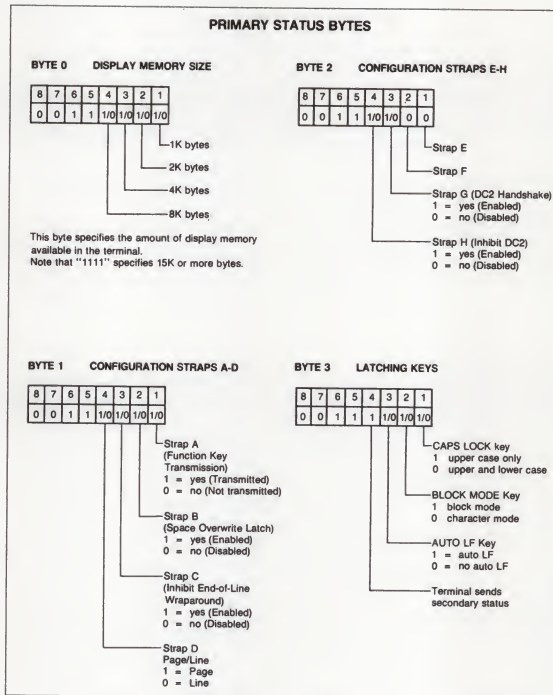 PRIMARY STATUS BYTES
BYTE 0 DISPLAY MEMORY SIZE
8 7 6 5 4 3 2 1
0 0 1 1 1/0 1/0 1/0 1/0
1K bytes
2K bytes
4K bytes
8K bytes
This byte specifies the amount of display memory
available in the terminal.
Note that "1111" specifies 15K or more bytes.
BYTE 2 CONFIGURATION STRAPS E-H
8 7 6 5 4 3 2 1
0 0 1 1 1/0 1/0 0 0
Strap E
Strap F
Strap G (DC2 Handshake)
1 = yes (Enabled)
0 = no (Disabled)
Strap H (Inhibit DC2)
1 = yes (Enabled)
0 = no (Disabled)
BYTE 1 CONFIGURATION STRAPS A-D
8 7 6 5 4 3 2 1
0 0 1 1 1/0 1/0 1/0 1/0
Strap A
(Function Key
Transmission)
1 = yes (Transmitted)
0 = no (Not transmitted)
Strap B
(Space Overwrite Latch)
1 = yes (Enabled)
0 = no (Disabled)
Strap C
(Inhibit End-of-Line
Wraparound)
1 = yes (Enabled)
0 = no (Disabled)
Strap D
Page/Line
1 = Page
0 = Line
BYTE 3 LATCHING KEYS
8 7 6 5 4 3 2 1
0 0 1 1 1 1/0 1/0 1/0
CAPS LOCK key
1 upper case only
0 upper and lower case
BLOCK MODE Key
1 block mode
0 character mode
AUTO LF Key
1 = auto LF
0 = no auto LF
Terminal sends
secondary status